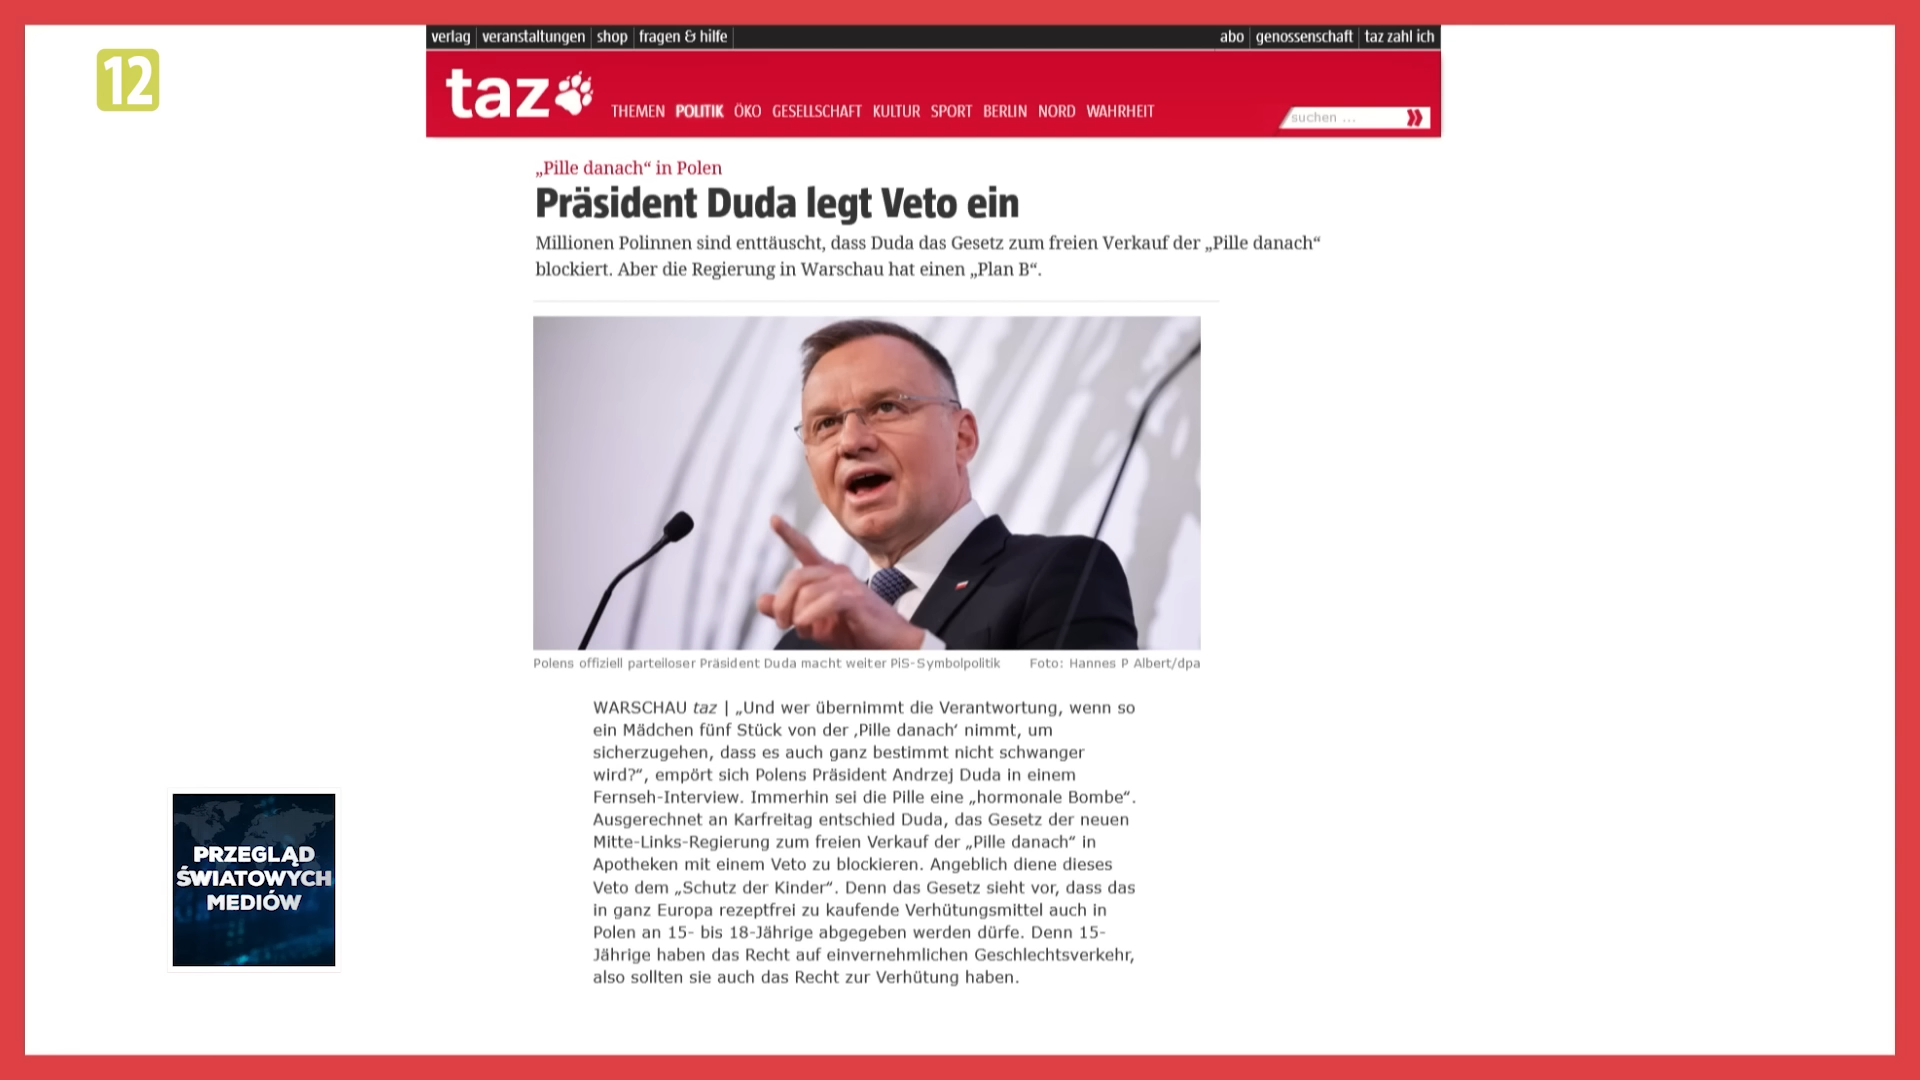 12
verlag veranstaltungen shop fragen & hilfe abo genossenschaft taz zahl ich
taz THEMEN POLITIK ÖKO GESELLSCHAFT KULTUR SPORT BERLIN NORD WAHRHEIT suchen ...
„Pille danach“ in Polen
Präsident Duda legt Veto ein
Millionen Polinnen sind enttäuscht, dass Duda das Gesetz zum freien Verkauf der „Pille danach“
blockiert. Aber die Regierung in Warschau hat einen „Plan B“.
Polens offiziell parteiloser Präsident Duda macht weiter PiS-Symbolpolitik Foto: Hannes P Albert/dpa
WARSCHAU taz | „Und wer übernimmt die Verantwortung, wenn so
ein Mädchen fünf Stück von der ‚Pille danach‘ nimmt, um
sicherzugehen, dass es auch ganz bestimmt nicht schwanger
wird?“, empört sich Polens Präsident Andrzej Duda in einem
Fernseh-Interview. Immerhin sei die Pille eine „hormonale Bombe“.
Ausgerechnet an Karfreitag entschied Duda, das Gesetz der neuen
Mitte-Links-Regierung zum freien Verkauf der „Pille danach“ in
Apotheken mit einem Veto zu blockieren. Angeblich diene dieses
Veto dem „Schutz der Kinder“. Denn das Gesetz sieht vor, dass das
in ganz Europa rezeptfrei zu kaufende Verhütungsmittel auch in
Polen an 15- bis 18-Jährige abgegeben werden dürfe. Denn 15-
Jährige haben das Recht auf einvernehmlichen Geschlechtsverkehr,
also sollten sie auch das Recht zur Verhütung haben.
PRZEGLĄD
ŚWIATOWYCH
MEDIÓW